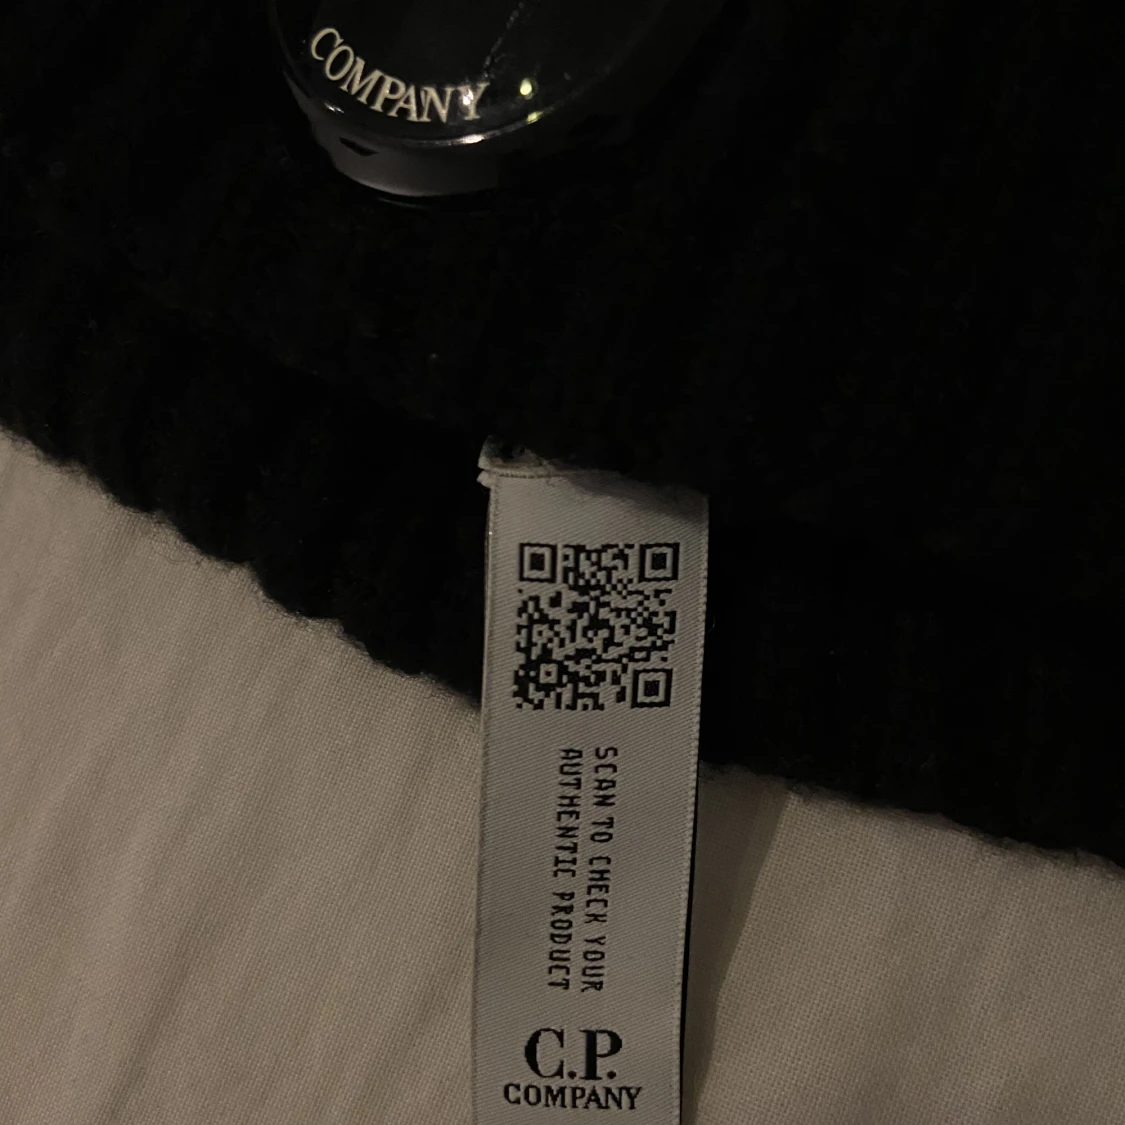 COMPANY
SCAN TO CHECK YOUR
AUTHENTIC PRODUCT
C.P.
COMPANY